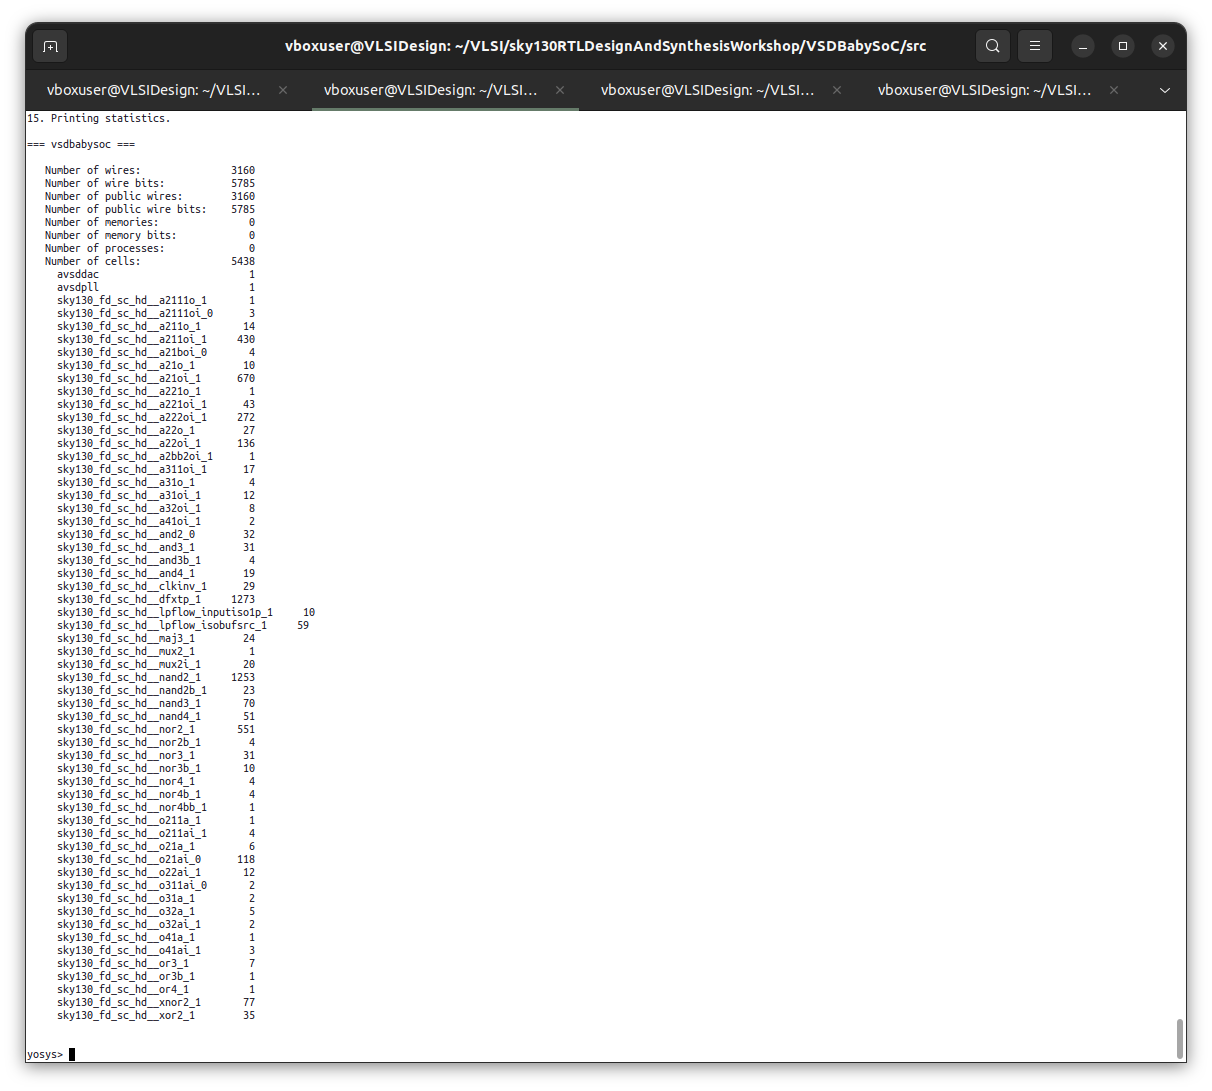 vboxuser@VLSIDesign: ~/VLSI/sky130RTLDesignAndSynthesisWorkshop/VSDBabySoC/src
vboxuser@VLSIDesign: ~/VLSI... vboxuser@VLSIDesign: ~/VLSI... vboxuser@VLSIDesign: ~/VLSI... vboxuser@VLSIDesign: ~/VLSI...
15. Printing statistics.
=== vsdbabysoc ===
Number of wires: 3160
Number of wire bits: 5785
Number of public wires: 3160
Number of public wire bits: 5785
Number of memories: 0
Number of memory bits: 0
Number of processes: 0
Number of cells: 5438
avsddac 1
avsdpll 1
sky130_fd_sc_hd__a2111o_1 1
sky130_fd_sc_hd__a2111oi_0 3
sky130_fd_sc_hd__a211o_1 14
sky130_fd_sc_hd__a211oi_1 430
sky130_fd_sc_hd__a21boi_0 4
sky130_fd_sc_hd__a21o_1 10
sky130_fd_sc_hd__a21oi_1 670
sky130_fd_sc_hd__a221o_1 1
sky130_fd_sc_hd__a221oi_1 43
sky130_fd_sc_hd__a222oi_1 272
sky130_fd_sc_hd__a22o_1 27
sky130_fd_sc_hd__a22oi_1 136
sky130_fd_sc_hd__a2bb2oi_1 1
sky130_fd_sc_hd__a311oi_1 17
sky130_fd_sc_hd__a31o_1 4
sky130_fd_sc_hd__a31oi_1 12
sky130_fd_sc_hd__a32oi_1 8
sky130_fd_sc_hd__a41oi_1 2
sky130_fd_sc_hd__and2_0 32
sky130_fd_sc_hd__and3_1 31
sky130_fd_sc_hd__and3b_1 4
sky130_fd_sc_hd__and4_1 19
sky130_fd_sc_hd__clkinv_1 29
sky130_fd_sc_hd__dfxtp_1 1273
sky130_fd_sc_hd__lpflow_inputiso1p_1 10
sky130_fd_sc_hd__lpflow_isobufsrc_1 59
sky130_fd_sc_hd__maj3_1 24
sky130_fd_sc_hd__mux2_1 1
sky130_fd_sc_hd__mux2i_1 20
sky130_fd_sc_hd__nand2_1 1253
sky130_fd_sc_hd__nand2b_1 23
sky130_fd_sc_hd__nand3_1 70
sky130_fd_sc_hd__nand4_1 51
sky130_fd_sc_hd__nor2_1 551
sky130_fd_sc_hd__nor2b_1 4
sky130_fd_sc_hd__nor3_1 31
sky130_fd_sc_hd__nor3b_1 10
sky130_fd_sc_hd__nor4_1 4
sky130_fd_sc_hd__nor4b_1 4
sky130_fd_sc_hd__nor4bb_1 1
sky130_fd_sc_hd__o211a_1 1
sky130_fd_sc_hd__o211ai_1 4
sky130_fd_sc_hd__o21a_1 6
sky130_fd_sc_hd__o21ai_0 118
sky130_fd_sc_hd__o22ai_1 12
sky130_fd_sc_hd__o311ai_0 2
sky130_fd_sc_hd__o31a_1 2
sky130_fd_sc_hd__o32a_1 5
sky130_fd_sc_hd__o32ai_1 2
sky130_fd_sc_hd__o41a_1 1
sky130_fd_sc_hd__o41ai_1 3
sky130_fd_sc_hd__or3_1 7
sky130_fd_sc_hd__or3b_1 1
sky130_fd_sc_hd__or4_1 1
sky130_fd_sc_hd__xnor2_1 77
sky130_fd_sc_hd__xor2_1 35
yosys>